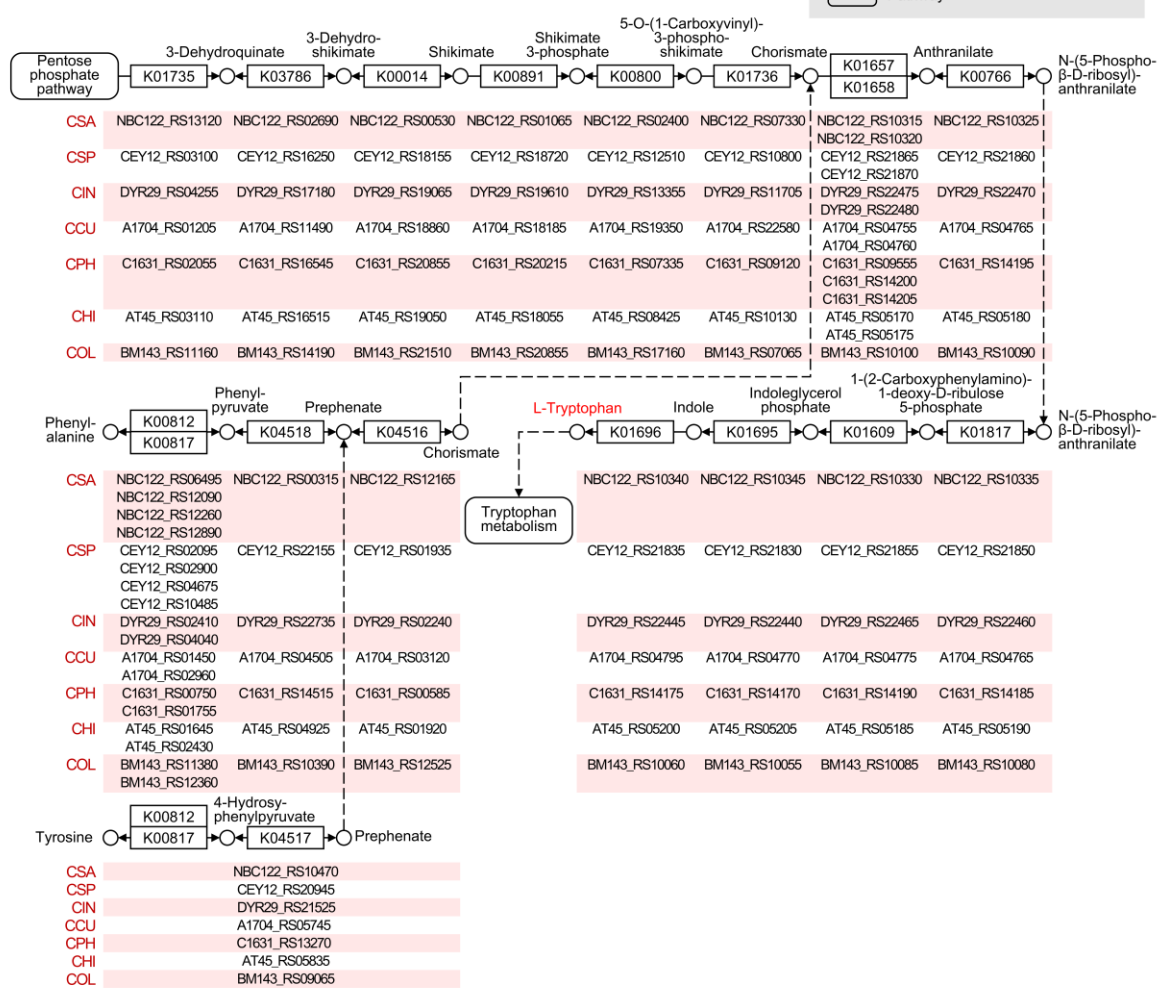 5-O-(1-Carboxyvinyl)-
3-Dehydro- Shikimate 3-phospho-
3-Dehydroquinate shikimate Shikimate 3-phosphate shikimate Chorismate Anthranilate N-(5-Phospho-
Pentose K01657 β-D-ribosyl)-
phosphate K01735 K03786 K00014 K00891 K00800 K01736 K00766 anthranilate
pathway K01658
CSA NBC122_RS13120 NBC122_RS02690 NBC122_RS00530 NBC122_RS01065 NBC122_RS02400 NBC122_RS07330 NBC122_RS10315 NBC122_RS10325
NBC122_RS10320
CSP CEY12_RS03100 CEY12_RS16250 CEY12_RS18155 CEY12_RS18720 CEY12_RS12510 CEY12_RS10800 CEY12_RS21865 CEY12_RS21860
CEY12_RS21870
CIN DYR29_RS04255 DYR29_RS17180 DYR29_RS19065 DYR29_RS19610 DYR29_RS13355 DYR29_RS11705 DYR29_RS22475 DYR29_RS22470
DYR29_RS22480
CCU A1704_RS01205 A1704_RS11490 A1704_RS18860 A1704_RS18185 A1704_RS19350 A1704_RS22580 A1704_RS04755 A1704_RS04765
A1704_RS04760
CPH C1631_RS02055 C1631_RS16545 C1631_RS20855 C1631_RS20215 C1631_RS07335 C1631_RS09120 C1631_RS09555 C1631_RS14195
C1631_RS14200
C1631_RS14205
CHI AT45_RS03110 AT45_RS16515 AT45_RS19050 AT45_RS18055 AT45_RS08425 AT45_RS10130 AT45_RS05170 AT45_RS05180
AT45_RS05175
COL BM143_RS11160 BM143_RS14190 BM143_RS21510 BM143_RS20855 BM143_RS17160 BM143_RS07065 BM143_RS10100 BM143_RS10090
1-(2-Carboxyphenylamino)-
Phenyl- Indoleglycerol 1-deoxy-D-ribulose
pyruvate Prephenate L-Tryptophan Indole phosphate 5-phosphate
Phenyl- K00812 N-(5-Phospho-
alanine K00817 K04518 K04516 K01696 K01695 K01609 K01817 β-D-ribosyl)-
Chorismate anthranilate
CSA NBC122_RS06495 NBC122_RS00315 NBC122_RS12165 NBC122_RS10340 NBC122_RS10345 NBC122_RS10330 NBC122_RS10335
NBC122_RS12090
NBC122_RS12260 Tryptophan
NBC122_RS12890 metabolism
CSP CEY12_RS02095 CEY12_RS22155 CEY12_RS01935 CEY12_RS21835 CEY12_RS21830 CEY12_RS21855 CEY12_RS21850
CEY12_RS02900
CEY12_RS04675
CEY12_RS10485
CIN DYR29_RS02410 DYR29_RS22735 DYR29_RS02240 DYR29_RS22445 DYR29_RS22440 DYR29_RS22465 DYR29_RS22460
DYR29_RS04040
CCU A1704_RS01450 A1704_RS04505 A1704_RS03120 A1704_RS04795 A1704_RS04770 A1704_RS04775 A1704_RS04765
A1704_RS02960
CPH C1631_RS00750 C1631_RS14515 C1631_RS00585 C1631_RS14175 C1631_RS14170 C1631_RS14190 C1631_RS14185
C1631_RS01755
CHI AT45_RS01645 AT45_RS04925 AT45_RS01920 AT45_RS05200 AT45_RS05205 AT45_RS05185 AT45_RS05190
AT45_RS02430
COL BM143_RS11380 BM143_RS10390 BM143_RS12525 BM143_RS10060 BM143_RS10055 BM143_RS10085 BM143_RS10080
BM143_RS12360
K00812 4-Hydrosy-
phenylpyruvate
Tyrosine K00817 K04517 Prephenate
CSA NBC122_RS10470
CSP CEY12_RS20945
CIN DYR29_RS21525
CCU A1704_RS05745
CPH C1631_RS13270
CHI AT45_RS05835
COL BM143_RS09065